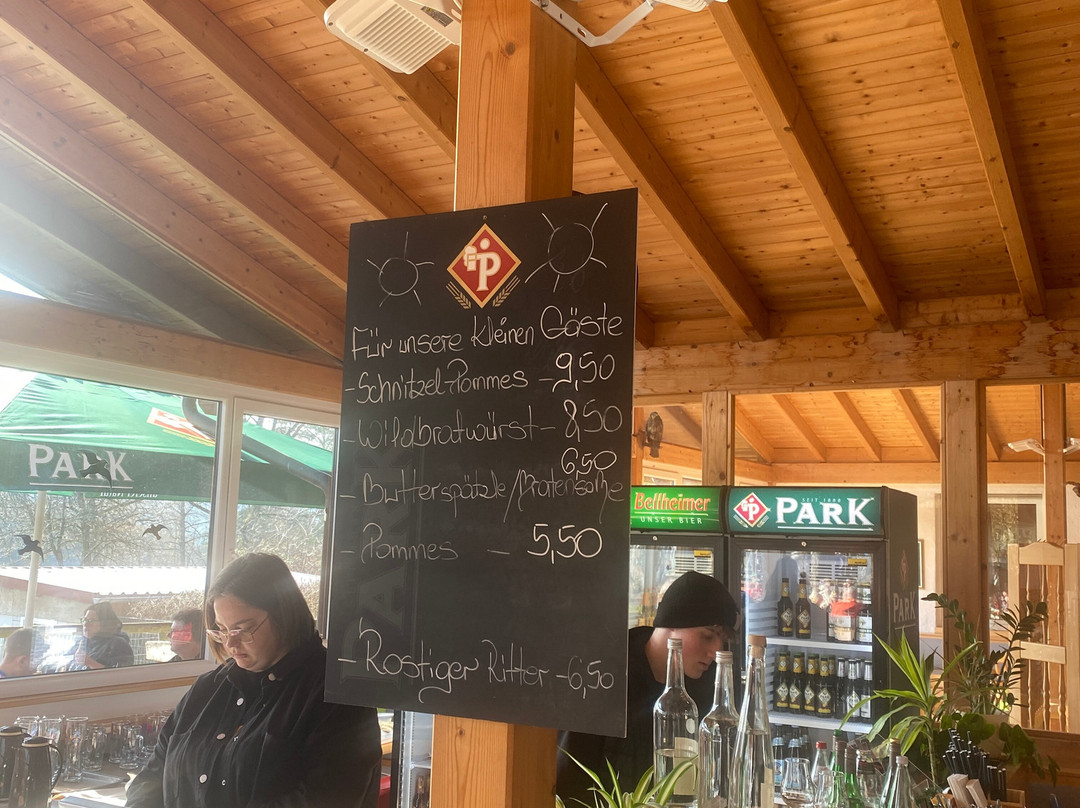 P
Für unsere kleinen Gäste
- Schnitzel-Pommes - 9,50
- Wildbratwürst - 8,50
6,50
- Butterspätzle/Bratensoße
- Pommes - 5,50
- Rostiger Ritter - 6,50
PARK
Bellheimer
UNSER BIER
P
SEIT 1888
PARK
PARK